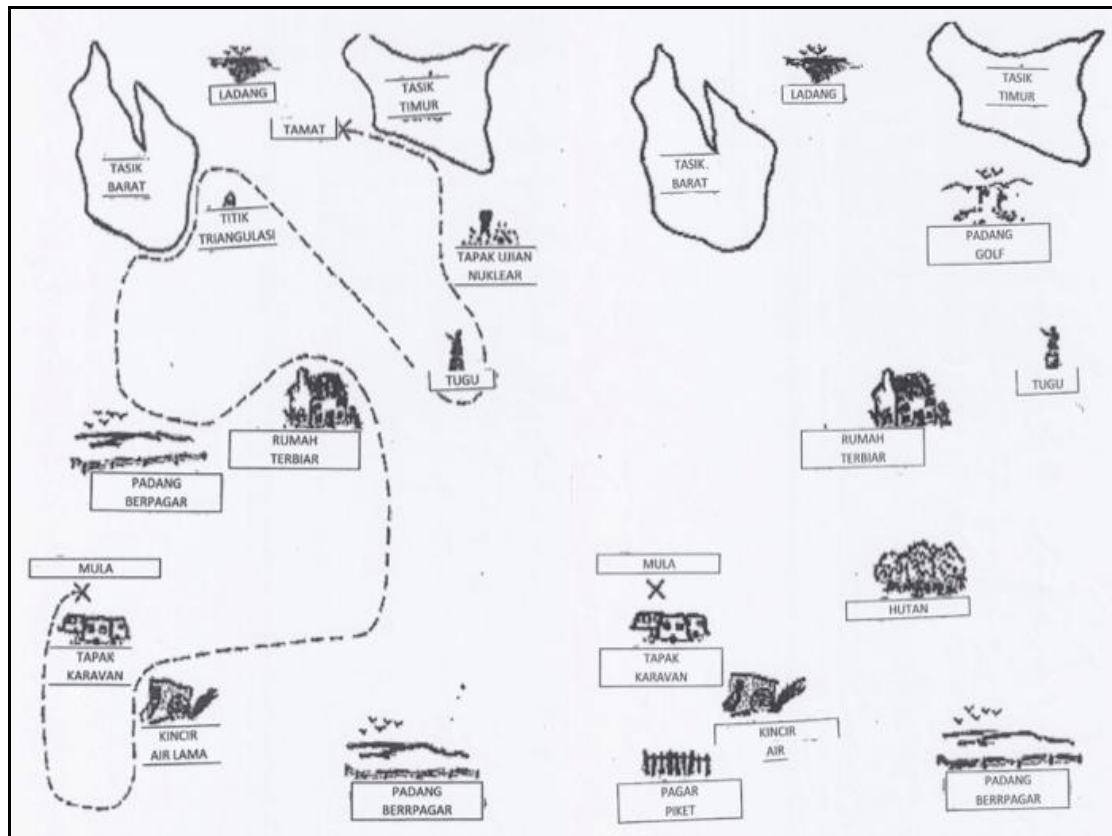 LADANG
TASIK
TIMUR
TAMAT
TASIK
BARAT
TITIK
TRIANGULASI
TAPAK UJIAN
NUKLEAR
TUGU
RUMAH
TERBIAR
PADANG
BERPAGAR
MULA
TAPAK
KARAVAN
KINCIR
AIR LAMA
PADANG
BERRPAGAR
LADANG
TASIK
TIMUR
TASIK.
BARAT
PADANG
GOLF
TUGU
RUMAH
TERBIAR
MULA
HUTAN
TAPAK
KARAVAN
KINCIR
AIR
PAGAR
PIKET
PADANG
BERRPAGAR